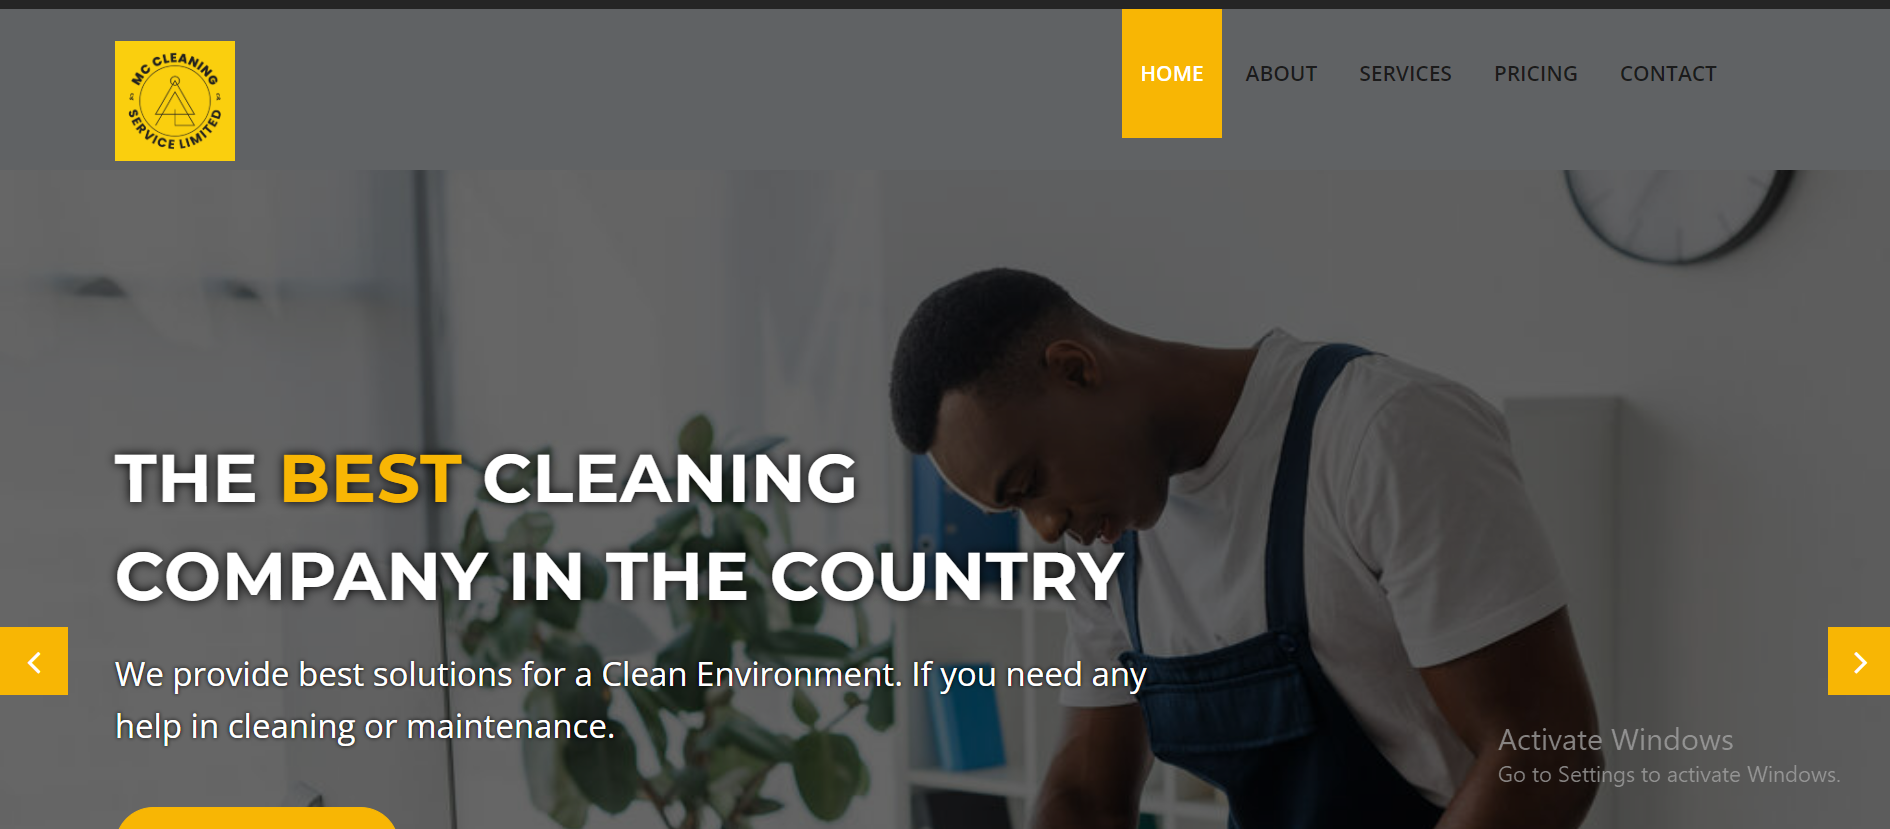 MC CLEANING
SERVICE LIMITED
HOME ABOUT SERVICES PRICING CONTACT
THE BEST CLEANING
COMPANY IN THE COUNTRY
We provide best solutions for a Clean Environment. If you need any
help in cleaning or maintenance.
Activate Windows
Go to Settings to activate Windows.